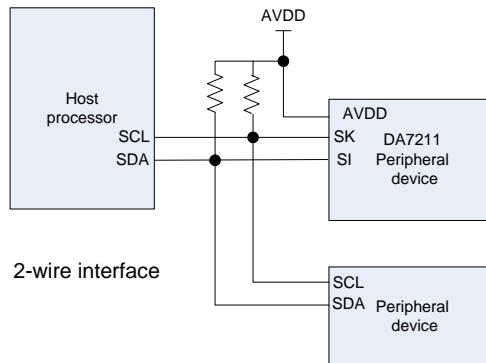 AVDD
Host
processor
SCL
SDA
AVDD
SK
SI
DA7211
Peripheral
device
2-wire interface
SCL
SDA
Peripheral
device